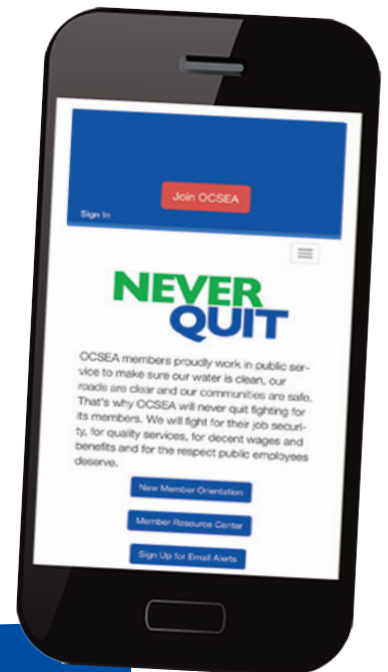 Join OCSEA
Sign In
NEVER
QUIT
OCSEA members proudly work in public ser-
vice to make sure our water is clean, our
roads are clear and our communities are safe.
That's why OCSEA will never quit fighting for
its members. We will fight for their job securi-
ty, for quality services, for decent wages and
benefits and for the respect public employees
deserve.
New Member Orientation
Member Resource Center
Sign Up for Email Alerts